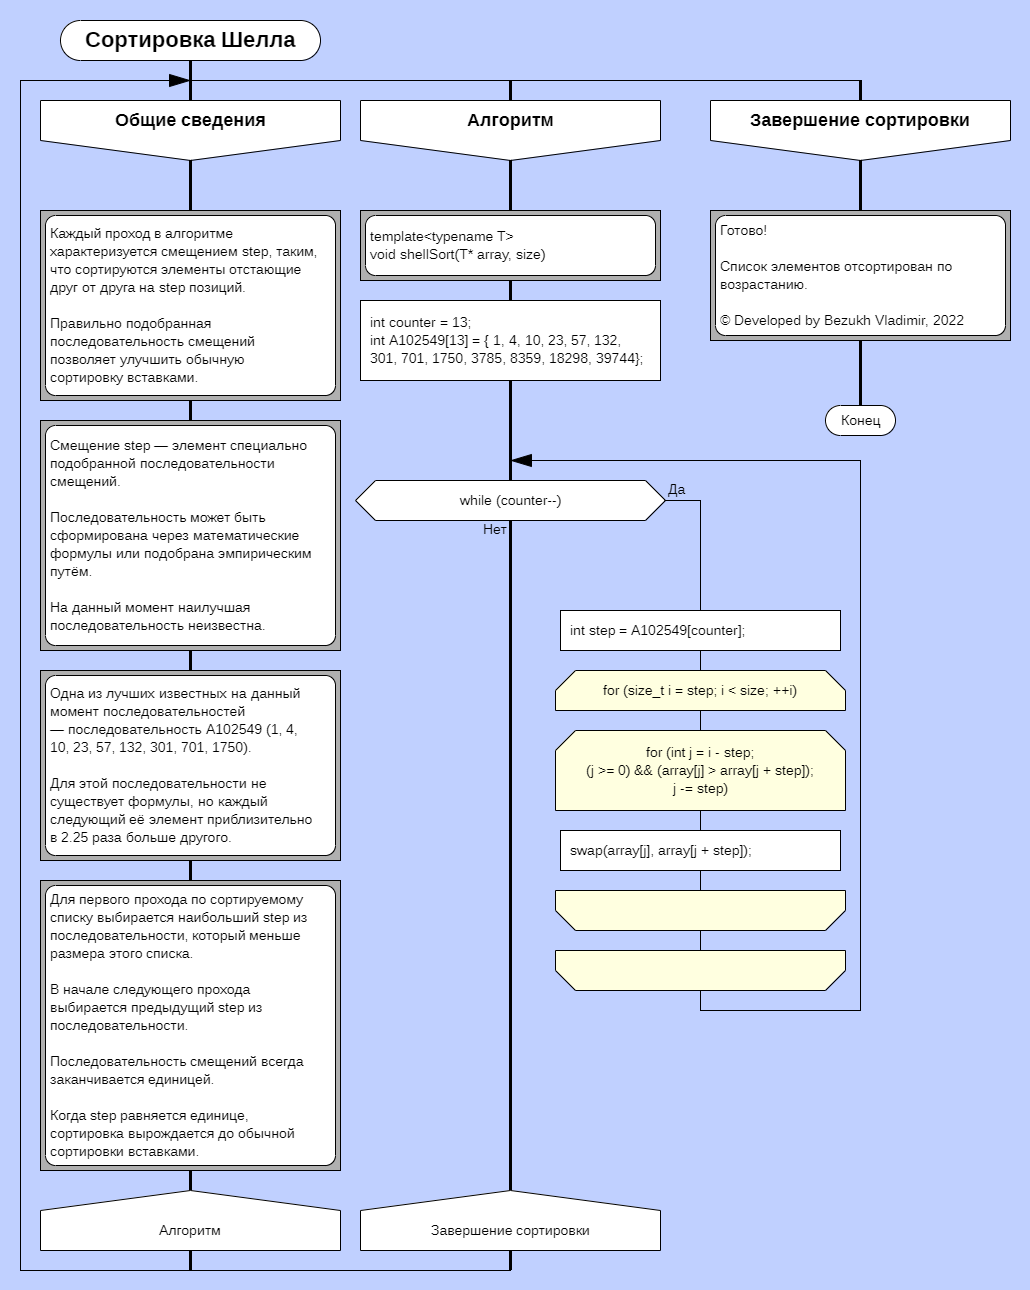 Сортировка Шелла
Общие сведения
Каждый проход в алгоритме
характеризуется смещением step, таким,
что сортируются элементы отстающие
друг от друга на step позиций.
Правильно подобранная
последовательность смещений
позволяет улучшить обычную
сортировку вставками.
Смещение step — элемент специально
подобранной последовательности
смещений.
Последовательность может быть
сформирована через математические
формулы или подобрана эмпирическим
путём.
На данный момент наилучшая
последовательность неизвестна.
Одна из лучших известных на данный
момент последовательностей
— последовательность A102549 (1, 4,
10, 23, 57, 132, 301, 701, 1750).
Для этой последовательности не
существует формулы, но каждый
следующий её элемент приблизительно
в 2.25 раза больше другого.
Для первого прохода по сортируемому
списку выбирается наибольший step из
последовательности, который меньше
размера этого списка.
В начале следующего прохода
выбирается предыдущий step из
последовательности.
Последовательность смещений всегда
заканчивается единицей.
Когда step равняется единице,
сортировка вырождается до обычной
сортировки вставками.
Алгоритм
Алгоритм
template<typename T>
void shellSort(T* array, size)
int counter = 13;
int A102549[13] = { 1, 4, 10, 23, 57, 132,
301, 701, 1750, 3785, 8359, 18298, 39744};
while (counter--)
Да
Нет
int step = A102549[counter];
for (size_t i = step; i < size; ++i)
for (int j = i - step;
(j >= 0) && (array[j] > array[j + step]);
j -= step)
swap(array[j], array[j + step]);
Завершение сортировки
Завершение сортировки
Готово!
Список элементов отсортирован по
возрастанию.
© Developed by Bezukh Vladimir, 2022
Конец